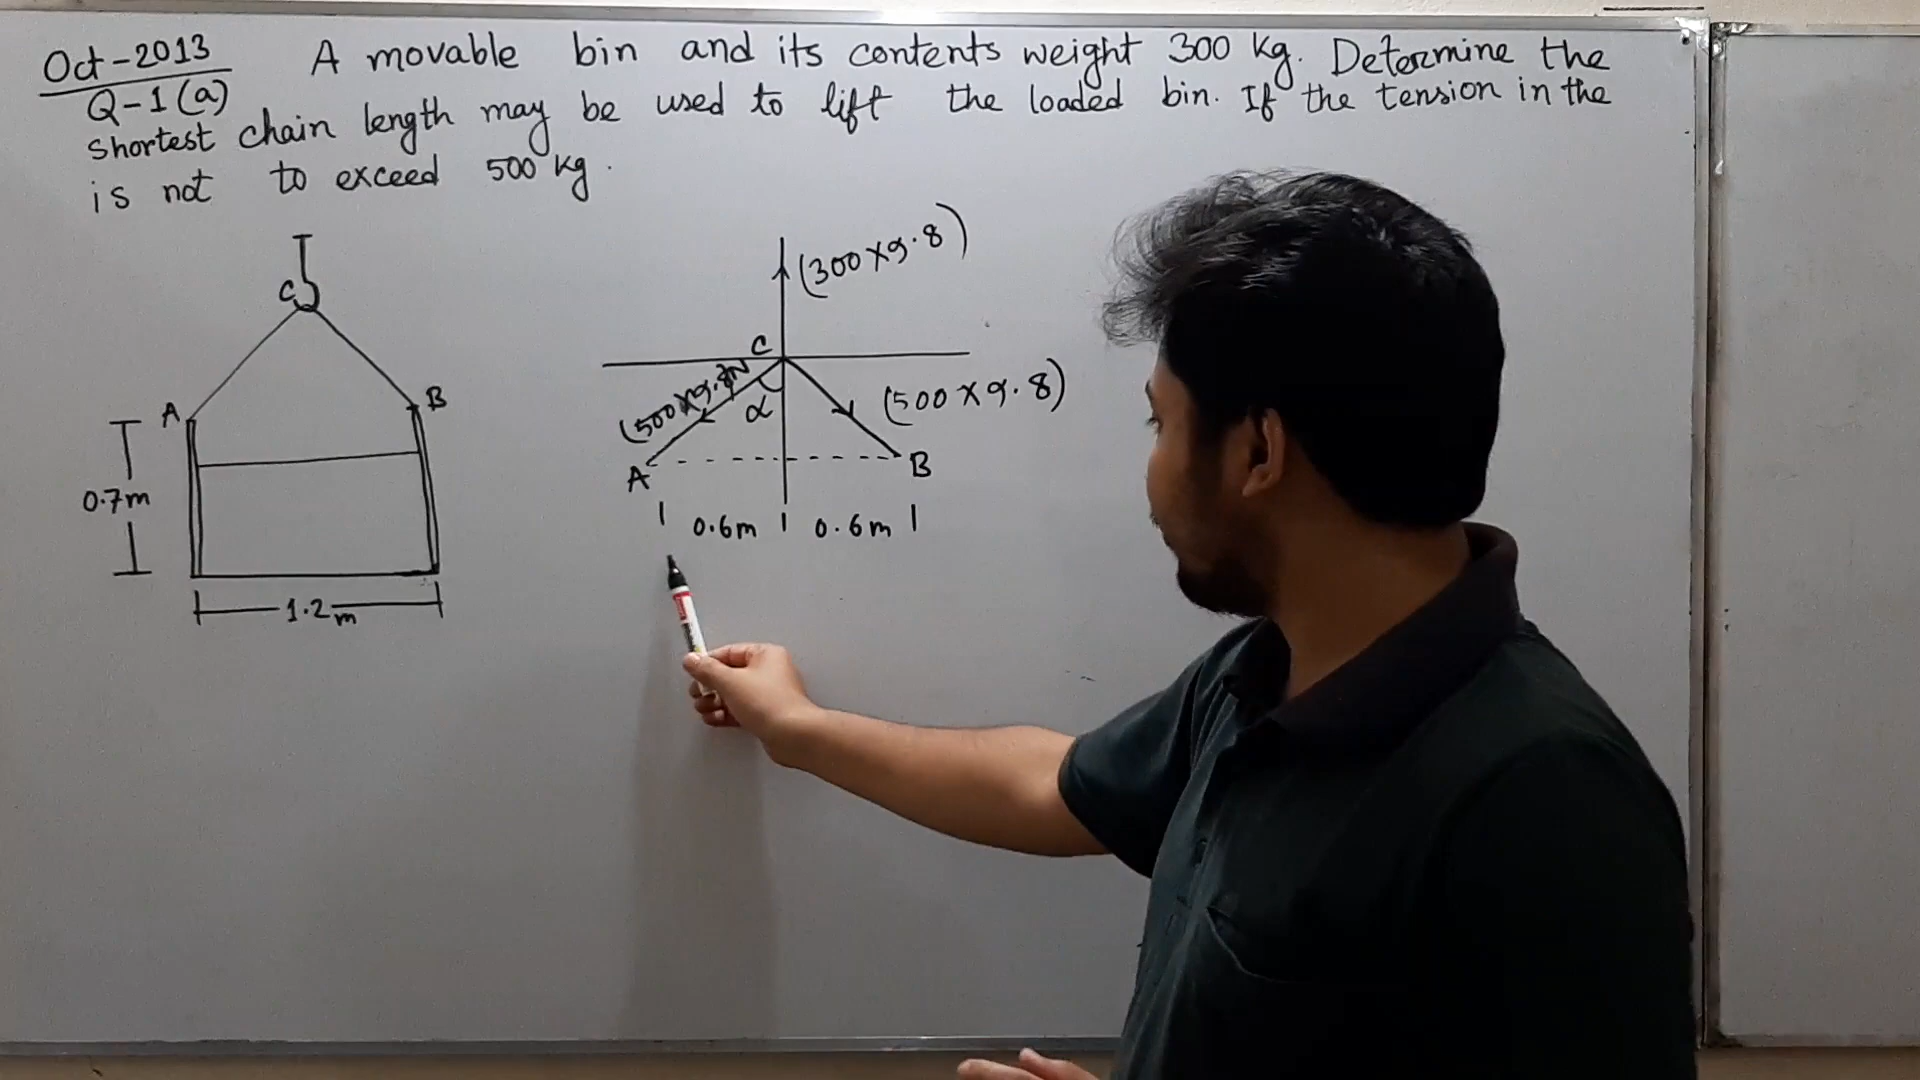 Oct-2013 A movable bin and its contents weight 300 kg. Determine the
Q-1(a)
shortest chain length may be used to lift the loaded bin. If the tension in the
is not to exceed 500 kg.
C
A
B
0.7m
1.2m
(300×9.8)
C
(500×9.8)N
α
(500×9.8)
A
B
0.6m 0.6m